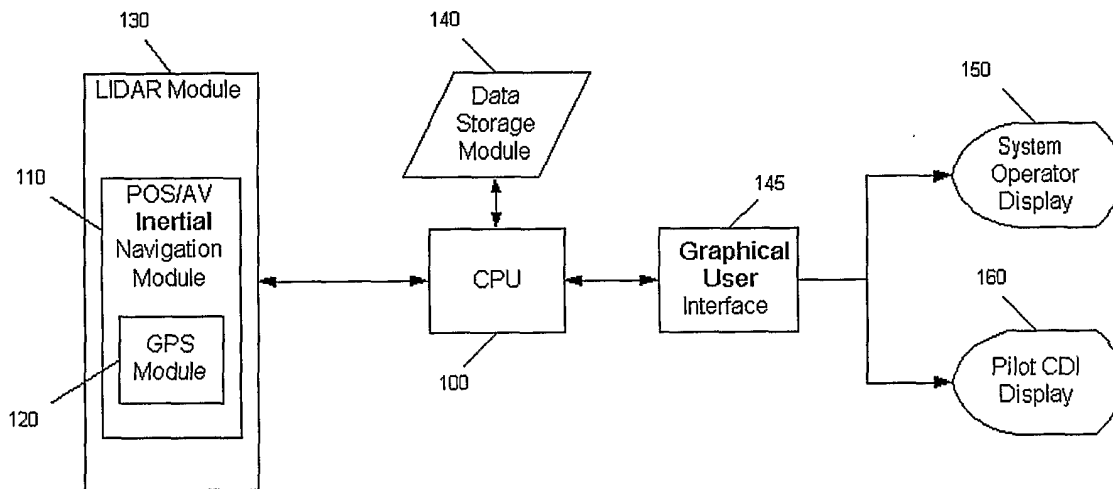 130
140
150
LIDAR Module
Data
Storage
Module
System
Operator
Display
110
POS/AV
Inertial
Navigation
Module
145
CPU
Graphical
User
Interface
160
GPS
Module
100
Pilot CDI
Display
120